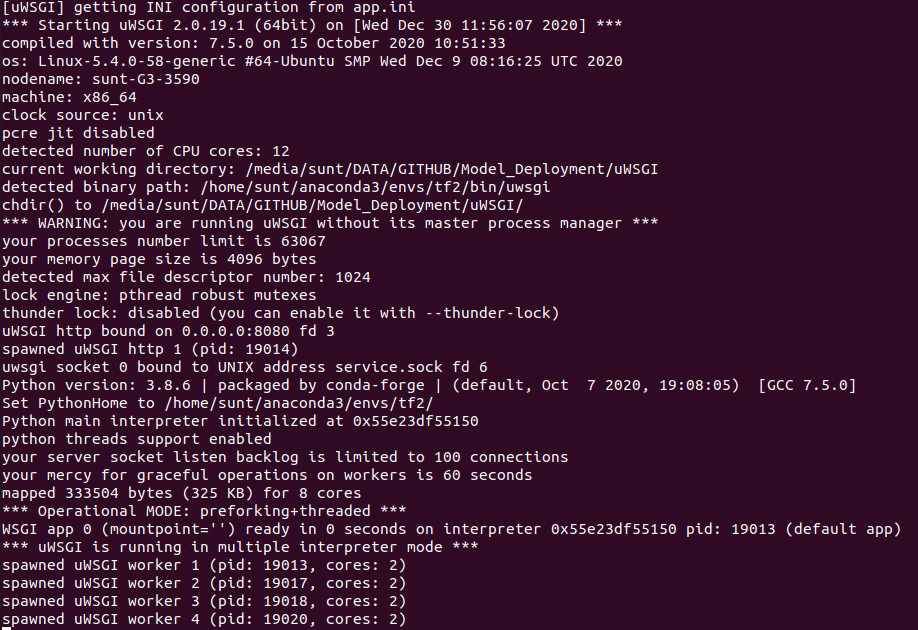 [uWSGI] getting INI configuration from app.ini
*** Starting uWSGI 2.0.19.1 (64bit) on [Wed Dec 30 11:56:07 2020] ***
compiled with version: 7.5.0 on 15 October 2020 10:51:33
os: Linux-5.4.0-58-generic #64-Ubuntu SMP Wed Dec 9 08:16:25 UTC 2020
nodename: sunt-G3-3590
machine: x86_64
clock source: unix
pcre jit disabled
detected number of CPU cores: 12
current working directory: /media/sunt/DATA/GITHUB/Model_Deployment/uWSGI
detected binary path: /home/sunt/anaconda3/envs/tf2/bin/uwsgi
chdir() to /media/sunt/DATA/GITHUB/Model_Deployment/uWSGI/
*** WARNING: you are running uWSGI without its master process manager ***
your processes number limit is 63067
your memory page size is 4096 bytes
detected max file descriptor number: 1024
lock engine: pthread robust mutexes
thunder lock: disabled (you can enable it with --thunder-lock)
uWSGI http bound on 0.0.0.0:8080 fd 3
spawned uWSGI http 1 (pid: 19014)
uwsgi socket 0 bound to UNIX address service.sock fd 6
Python version: 3.8.6 | packaged by conda-forge | (default, Oct  7 2020, 19:08:05)  [GCC 7.5.0]
Set PythonHome to /home/sunt/anaconda3/envs/tf2/
Python main interpreter initialized at 0x55e23df55150
python threads support enabled
your server socket listen backlog is limited to 100 connections
your mercy for graceful operations on workers is 60 seconds
mapped 333504 bytes (325 KB) for 8 cores
*** Operational MODE: preforking+threaded ***
WSGI app 0 (mountpoint='') ready in 0 seconds on interpreter 0x55e23df55150 pid: 19013 (default app)
*** uWSGI is running in multiple interpreter mode ***
spawned uWSGI worker 1 (pid: 19013, cores: 2)
spawned uWSGI worker 2 (pid: 19017, cores: 2)
spawned uWSGI worker 3 (pid: 19018, cores: 2)
spawned uWSGI worker 4 (pid: 19020, cores: 2)